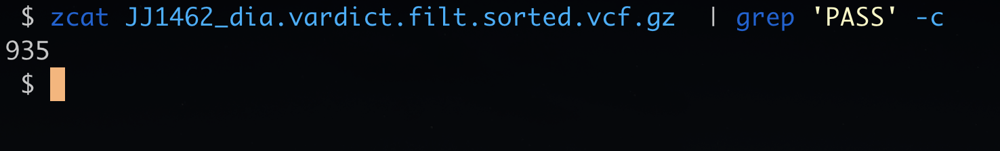 $ zcat JJ1462_dia.vardict.filt.sorted.vcf.gz  | grep 'PASS' -c
935
$